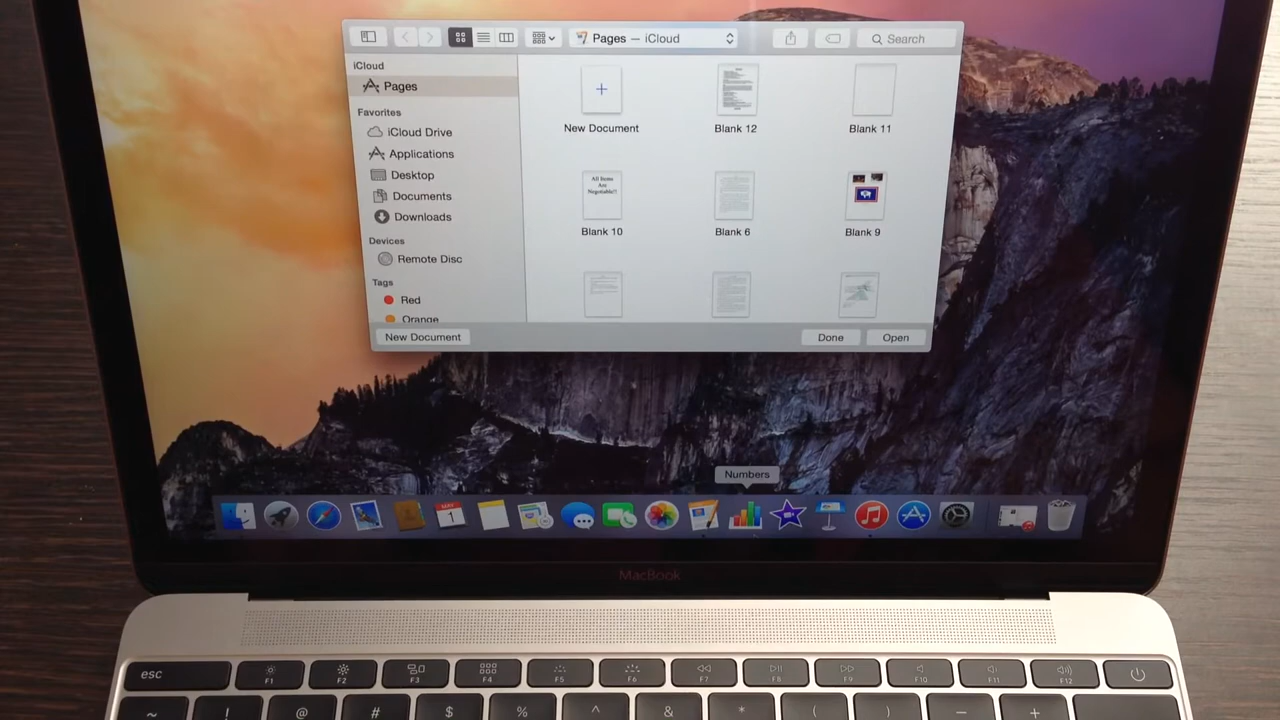 Pages — iCloud
Search
iCloud
Pages
Favorites
iCloud Drive
Applications
Desktop
Documents
Downloads
Devices
Remote Disc
Tags
Red
Orange
New Document
Blank 12
Blank 11
All Items
Are
Negotiable!!
Blank 10
Blank 6
Blank 9
New Document
Done
Open
Numbers
MAY
1
MacBook
esc
F1
F2
F3
F4
F5
F6
F7
F8
F9
F10
F11
F12
~
!
@
#
$
%
^
&
*
(
)
—
+